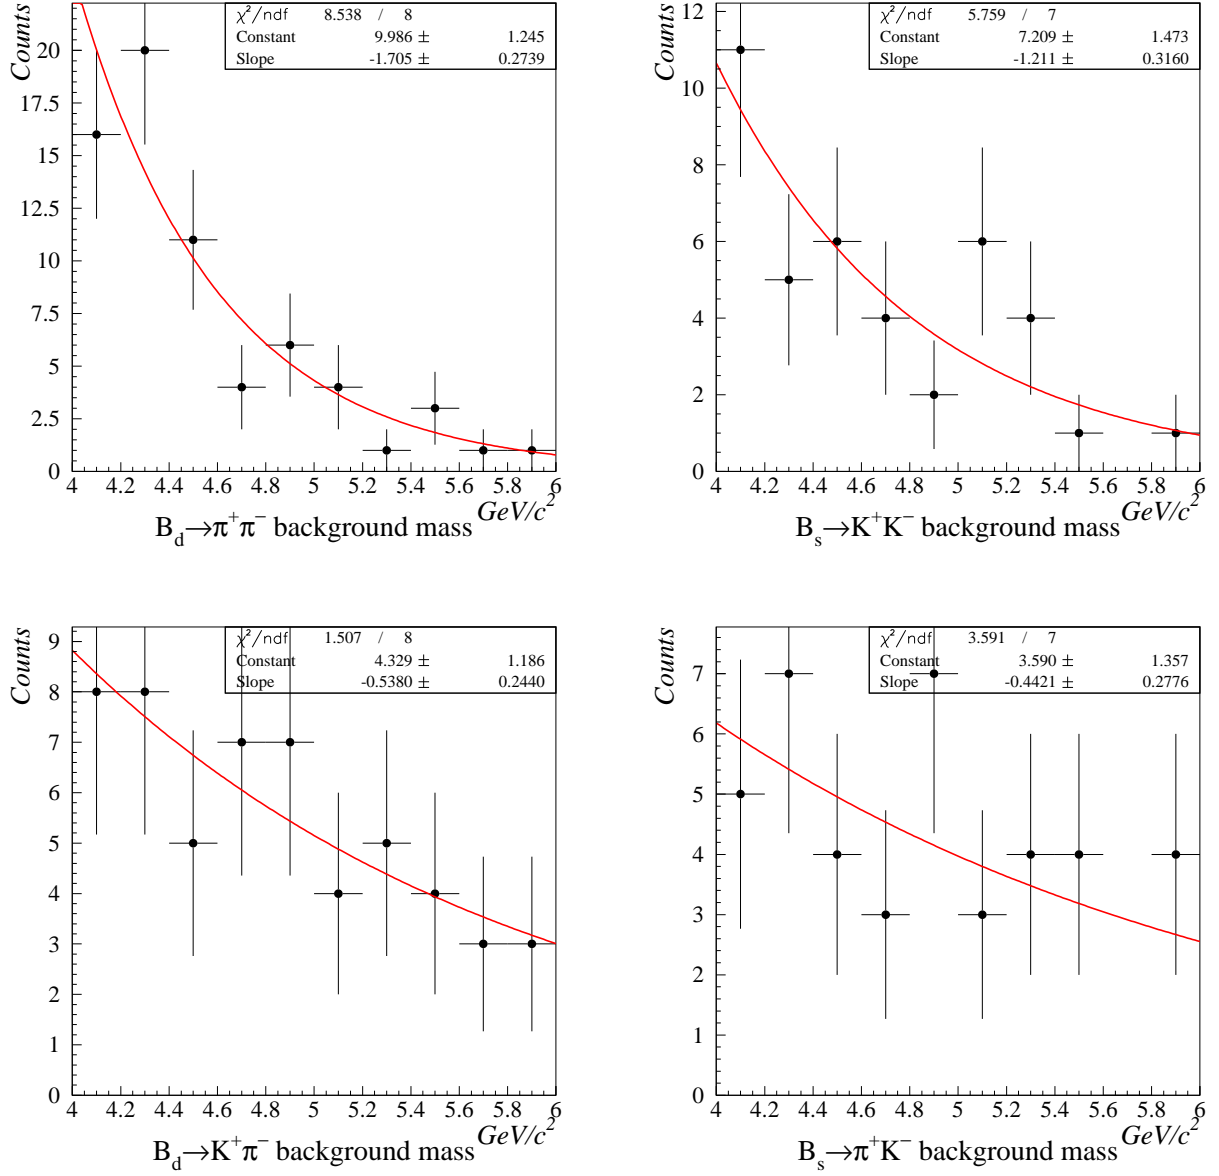 Counts
χ²/ndf 8.538 / 8
Constant 9.986 ± 1.245
Slope -1.705 ± 0.2739
20
17.5
15
12.5
10
7.5
5
2.5
0
4 4.2 4.4 4.6 4.8 5 5.2 5.4 5.6 5.8 6
GeV/c²
B_d→π⁺π⁻ background mass
Counts
χ²/ndf 5.759 / 7
Constant 7.209 ± 1.473
Slope -1.211 ± 0.3160
12
10
8
6
4
2
0
4 4.2 4.4 4.6 4.8 5 5.2 5.4 5.6 5.8 6
GeV/c²
B_s→K⁺K⁻ background mass
Counts
χ²/ndf 1.507 / 8
Constant 4.329 ± 1.186
Slope -0.5380 ± 0.2440
9
8
7
6
5
4
3
2
1
0
4 4.2 4.4 4.6 4.8 5 5.2 5.4 5.6 5.8 6
GeV/c²
B_d→K⁺π⁻ background mass
Counts
χ²/ndf 3.591 / 7
Constant 3.590 ± 1.357
Slope -0.4421 ± 0.2776
7
6
5
4
3
2
1
0
4 4.2 4.4 4.6 4.8 5 5.2 5.4 5.6 5.8 6
GeV/c²
B_s→π⁺K⁻ background mass